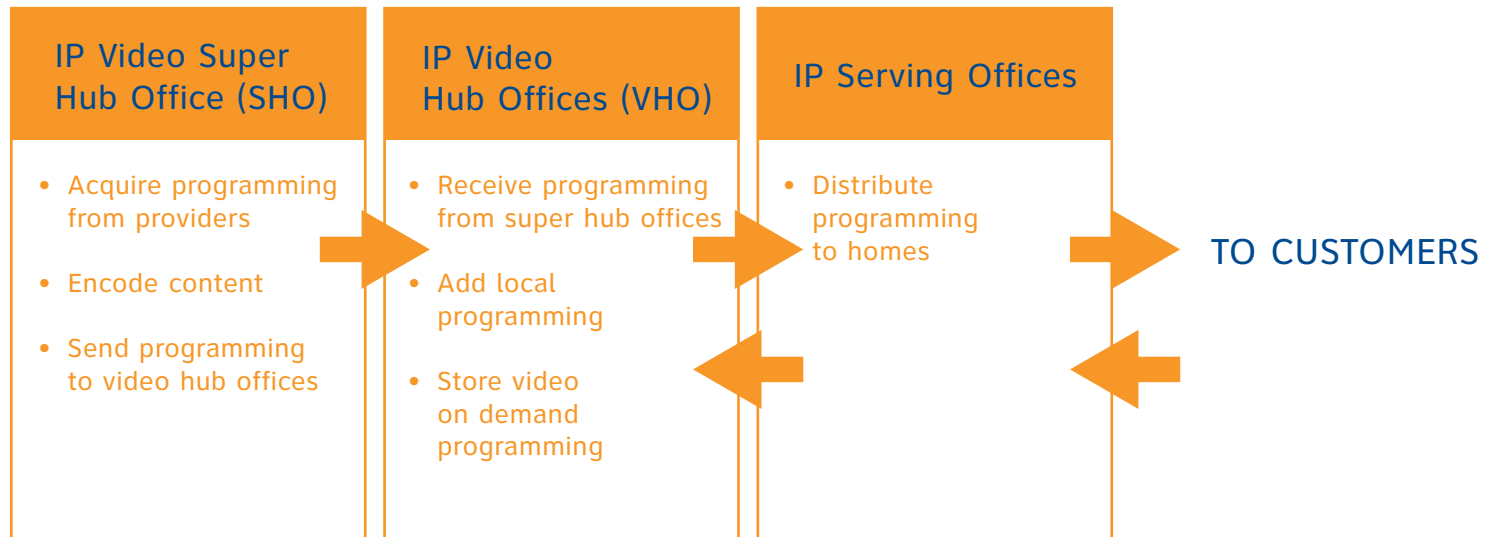 IP Video Super
Hub Office (SHO)
• Acquire programming
from providers
• Encode content
• Send programming
to video hub offices
IP Video
Hub Offices (VHO)
• Receive programming
from super hub offices
• Add local
programming
• Store video
on demand
programming
IP Serving Offices
• Distribute
programming
to homes
TO CUSTOMERS